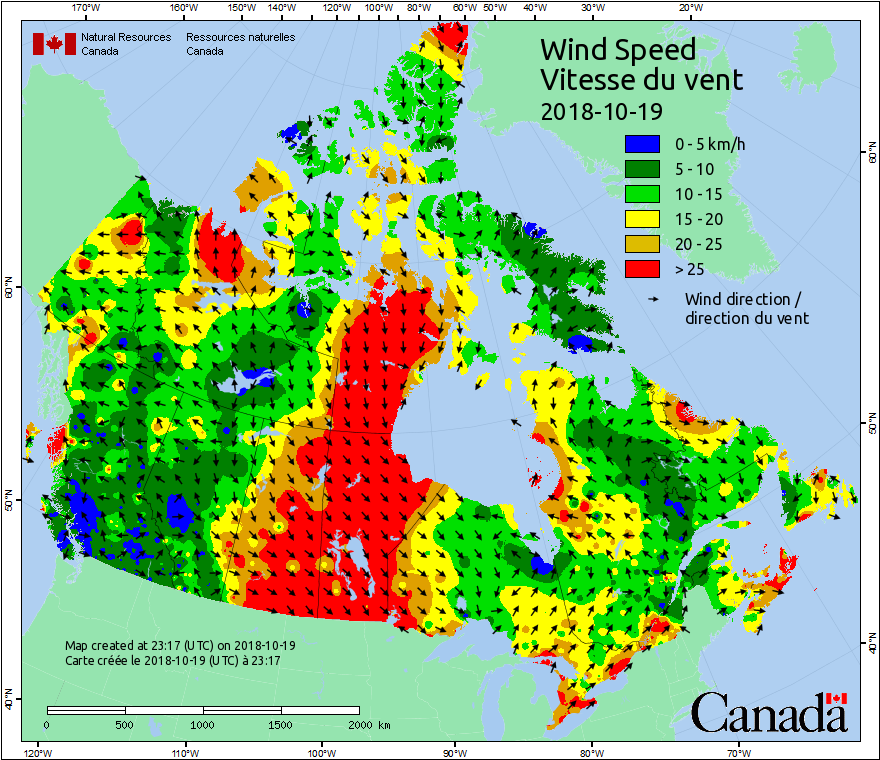 170°W 160°W 150°W 140°W 120°W 100°W 80°W 60°W 50°W 40°W 30°W 20°W
Natural Resources Ressources naturelles
Canada Canada
Wind Speed
Vitesse du vent
2018-10-19
0 - 5 km/h
5 - 10
10 - 15
15 - 20
20 - 25
> 25
Wind direction /
direction du vent
60°N
60°N
50°N
50°N
40°N
40°N
Map created at 23:17 (UTC) on 2018-10-19
Carte créée le 2018-10-19 (UTC) à 23:17
0 500 1000 1500 2000 km
Canada
120°W 110°W 100°W 90°W 80°W 70°W